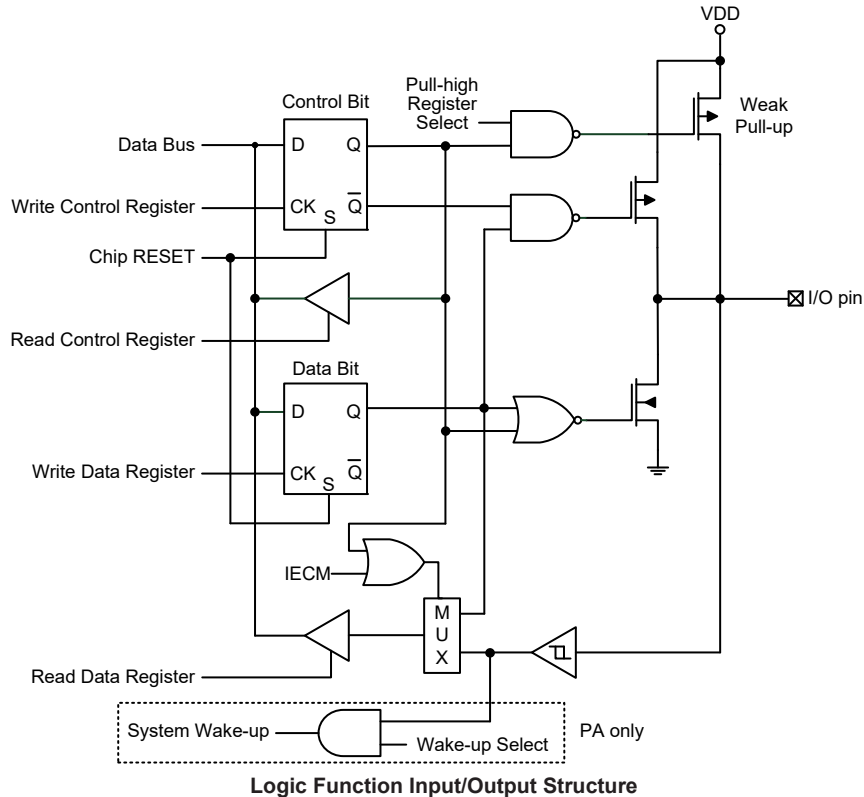 VDD
Pull-high
Register
Select
Weak
Pull-up
Control Bit
Data Bus
D
Q
Write Control Register
CK
S
Q
Chip RESET
I/O pin
Read Control Register
Data Bit
D
Q
Write Data Register
CK
S
Q
IECM
M
U
X
Read Data Register
System Wake-up
Wake-up Select
PA only
Logic Function Input/Output Structure